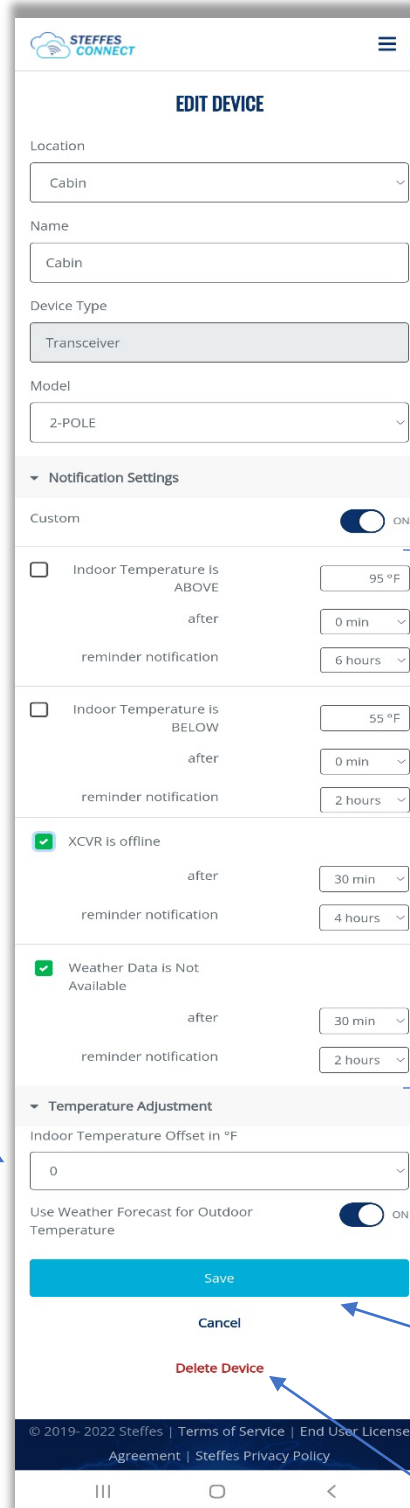 STEFFES
CONNECT
EDIT DEVICE
Location
Cabin
Name
Cabin
Device Type
Transceiver
Model
2-POLE
Notification Settings
Custom ON
Indoor Temperature is 95 °F
ABOVE
after 0 min
reminder notification 6 hours
Indoor Temperature is 55 °F
BELOW
after 0 min
reminder notification 2 hours
XCVR is offline
after 30 min
reminder notification 4 hours
Weather Data is Not
Available
after 30 min
reminder notification 2 hours
Temperature Adjustment
Indoor Temperature Offset in °F
0
Use Weather Forecast for Outdoor ON
Temperature
Save
Cancel
Delete Device
© 2019- 2022 Steffes | Terms of Service | End User License
Agreement | Steffes Privacy Policy